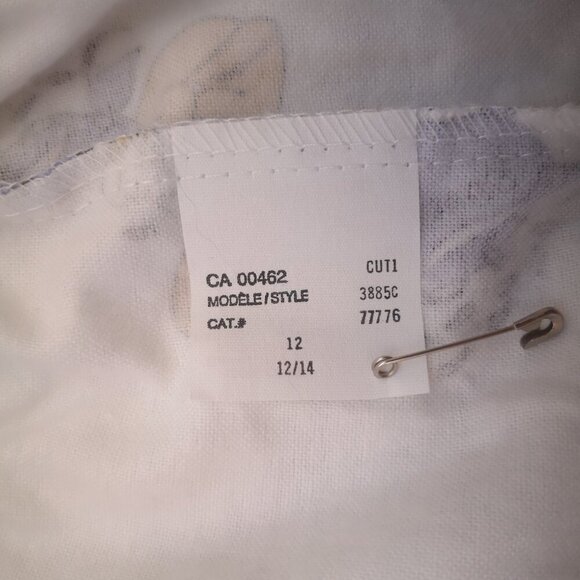 CA 00462 CUT1
MODÈLE/STYLE 3885C
CAT.# 77776
12
12/14